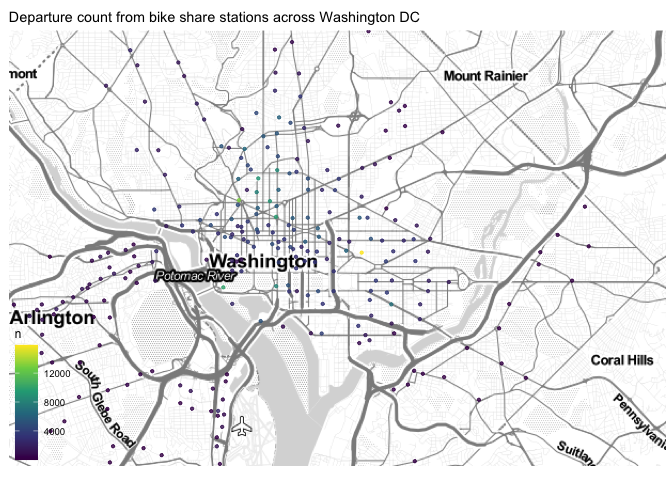 Departure count from bike share stations across Washington DC
mont
Mount Rainier
Washington
Potomac River
Arlington
n
12000
8000
4000
South Glebe Road
Coral Hills
Pennsylvania
Suitlan